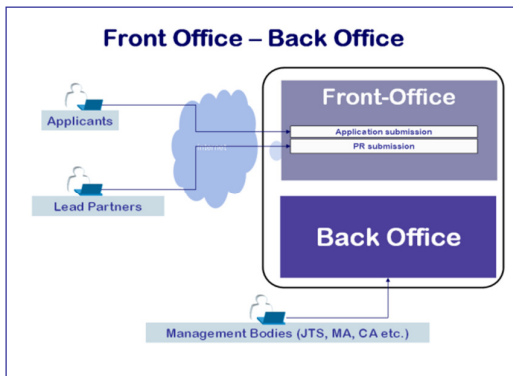 Front Office – Back Office
Front-Office
Applicants
Application submission
internet
PR submission
Lead Partners
Back Office
Management Bodies (JTS, MA, CA etc.)